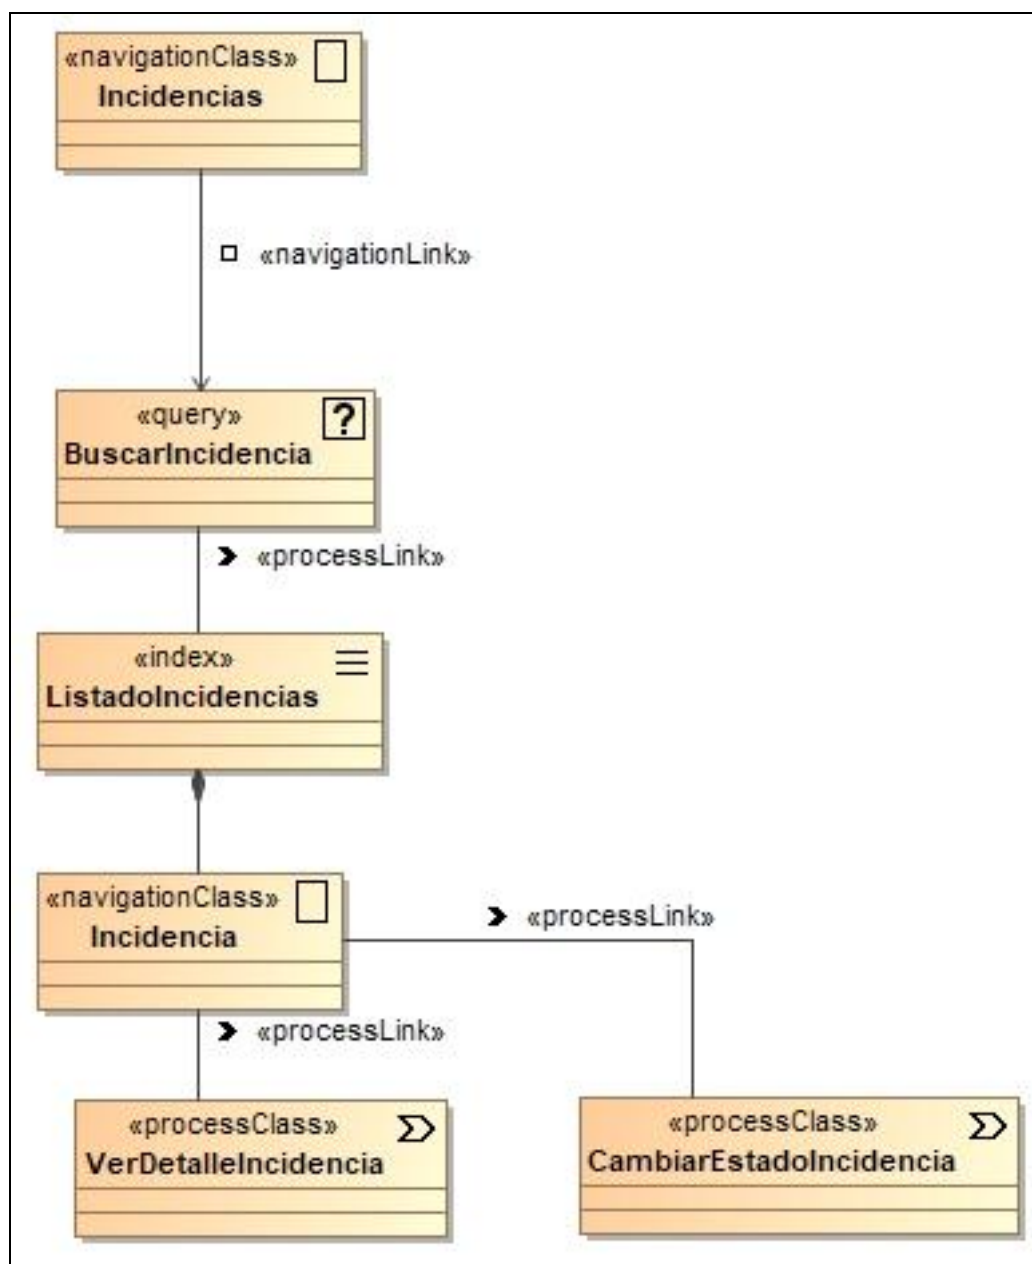 «navigationClass»
Incidencias
«navigationLink»
«query»
?
BuscarIncidencia
«processLink»
«index»
ListadoIncidencias
«navigationClass»
Incidencia
«processLink»
«processLink»
«processClass»
VerDetalleIncidencia
«processClass»
CambiarEstadoIncidencia